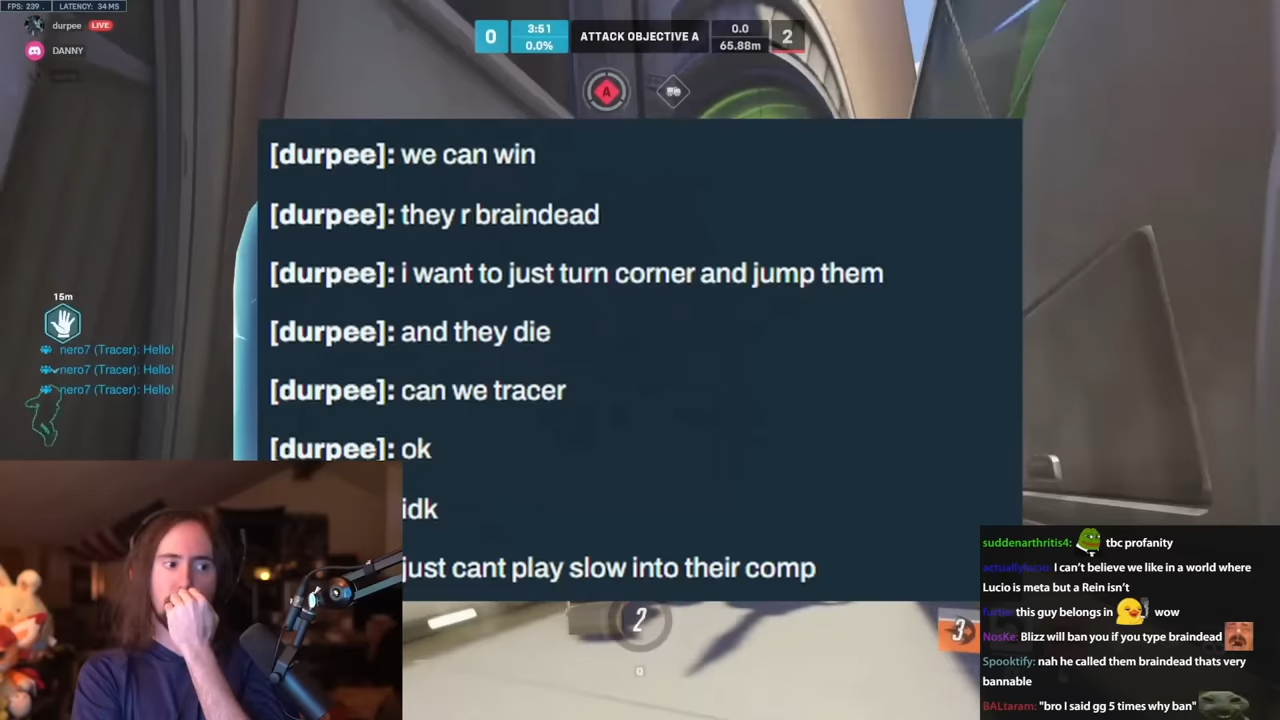 FPS: 239 . LATENCY: 34 MS
durpee LIVE
DANNY
0 3:51 0.0% ATTACK OBJECTIVE A 0.0 65.88m 2
A
[durpee]: we can win
[durpee]: they r braindead
[durpee]: i want to just turn corner and jump them
[durpee]: and they die
[durpee]: can we tracer
[durpee]: ok
idk
just cant play slow into their comp
15m
nero7 (Tracer): Hello!
nero7 (Tracer): Hello!
nero7 (Tracer): Hello!
2
0
3
suddenarthritis4: tbc profanity
actuallylucio: I can't believe we like in a world where
Lucio is meta but a Rein isn't
this guy belongs in wow
NosKe: Blizz will ban you if you type braindead
Spooktify: nah he called them braindead thats very
bannable
BALtaram: "bro I said gg 5 times why ban"